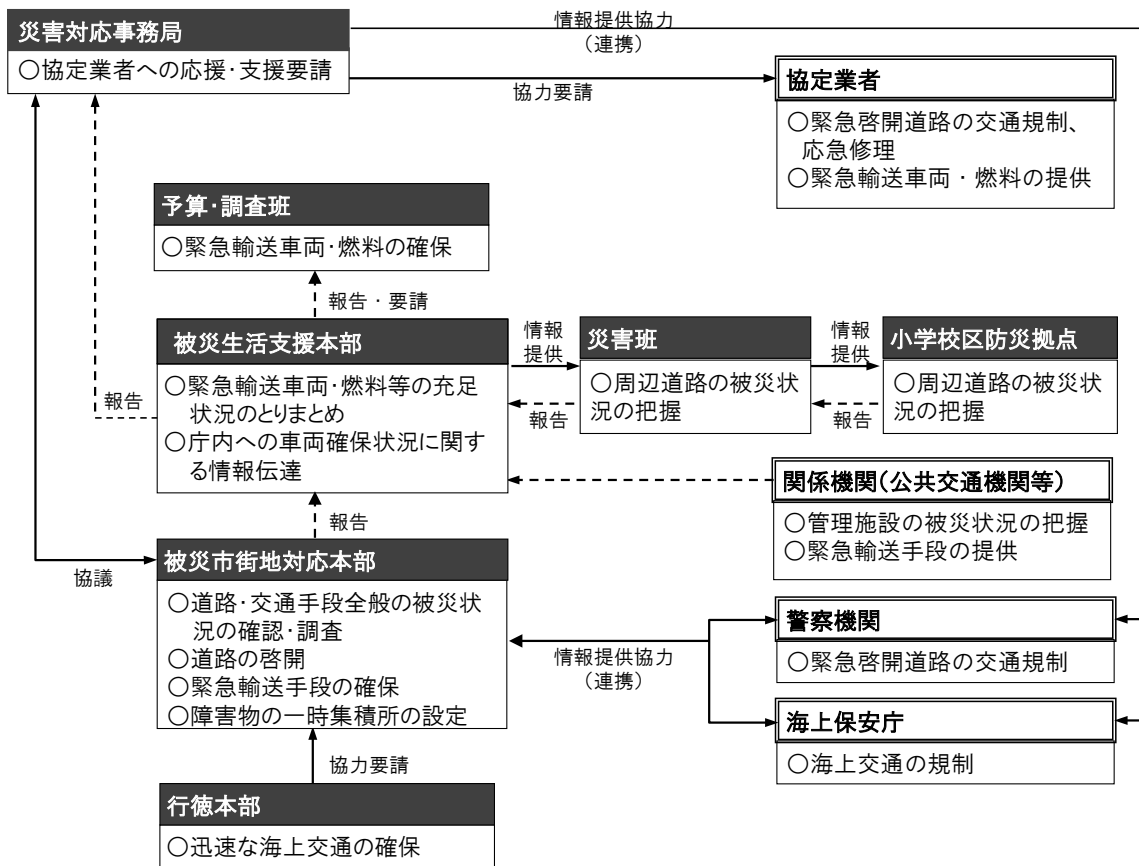 災害対応事務局
○協定業者への応援・支援要請
情報提供協力
（連携）
協力要請
協定業者
○緊急啓開道路の交通規制、
応急修理
○緊急輸送車両・燃料の提供
予算・調査班
○緊急輸送車両・燃料の確保
報告・要請
被災生活支援本部
○緊急輸送車両・燃料等の充足
状況のとりまとめ
○庁内への車両確保状況に関す
る情報伝達
報告
情報
提供
報告
災害班
○周辺道路の被災状
況の把握
情報
提供
報告
小学校区防災拠点
○周辺道路の被災状
況の把握
関係機関（公共交通機関等）
○管理施設の被災状況の把握
○緊急輸送手段の提供
報告
協議
被災市街地対応本部
○道路・交通手段全般の被災状
況の確認・調査
○道路の啓開
○緊急輸送手段の確保
○障害物の一時集積所の設定
情報提供協力
（連携）
警察機関
○緊急啓開道路の交通規制
海上保安庁
○海上交通の規制
協力要請
行徳本部
○迅速な海上交通の確保